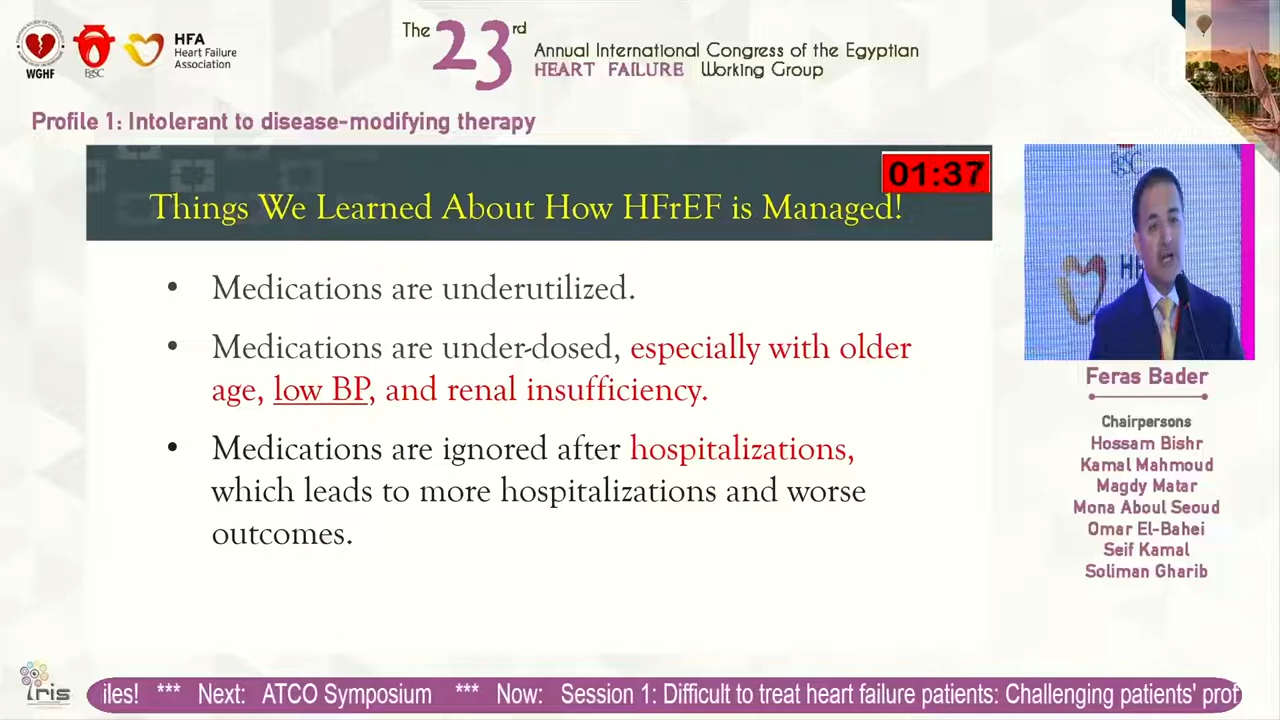 WGHF
EgSC
HFA
Heart Failure
Association
The 23rd
Annual International Congress of the Egyptian
HEART FAILURE Working Group
Profile 1: Intolerant to disease-modifying therapy
01:37
Things We Learned About How HFrEF is Managed!
• Medications are underutilized.
• Medications are under-dosed, especially with older
age, low BP, and renal insufficiency.
• Medications are ignored after hospitalizations,
which leads to more hospitalizations and worse
outcomes.
Feras Bader
Chairpersons
Hossam Bishr
Kamal Mahmoud
Magdy Matar
Mona Aboul Seoud
Omar El-Bahei
Seif Kamal
Soliman Gharib
Iris
iles! *** Next: ATCO Symposium *** Now: Session 1: Difficult to treat heart failure patients: Challenging patients' prof